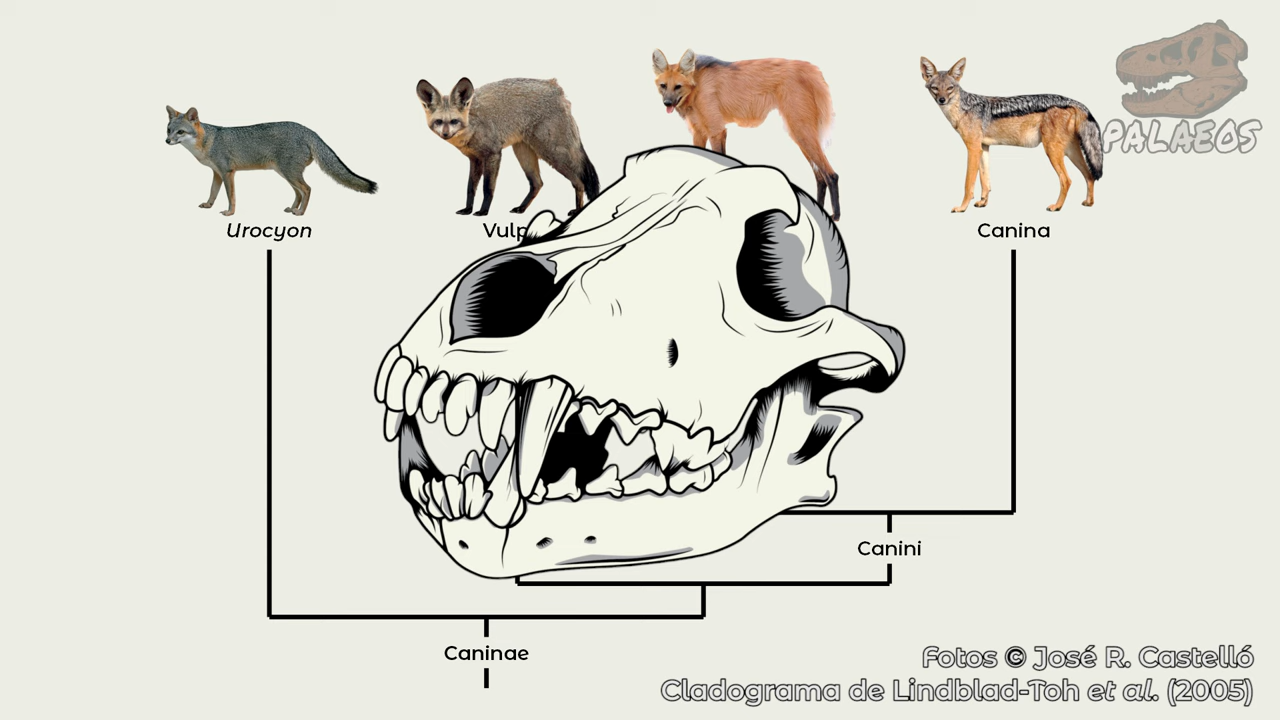 PALAEOS
Urocyon
Canina
Canini
Caninae
Fotos © José R. Castelló
Cladograma de Lindblad-Toh et al. (2005)